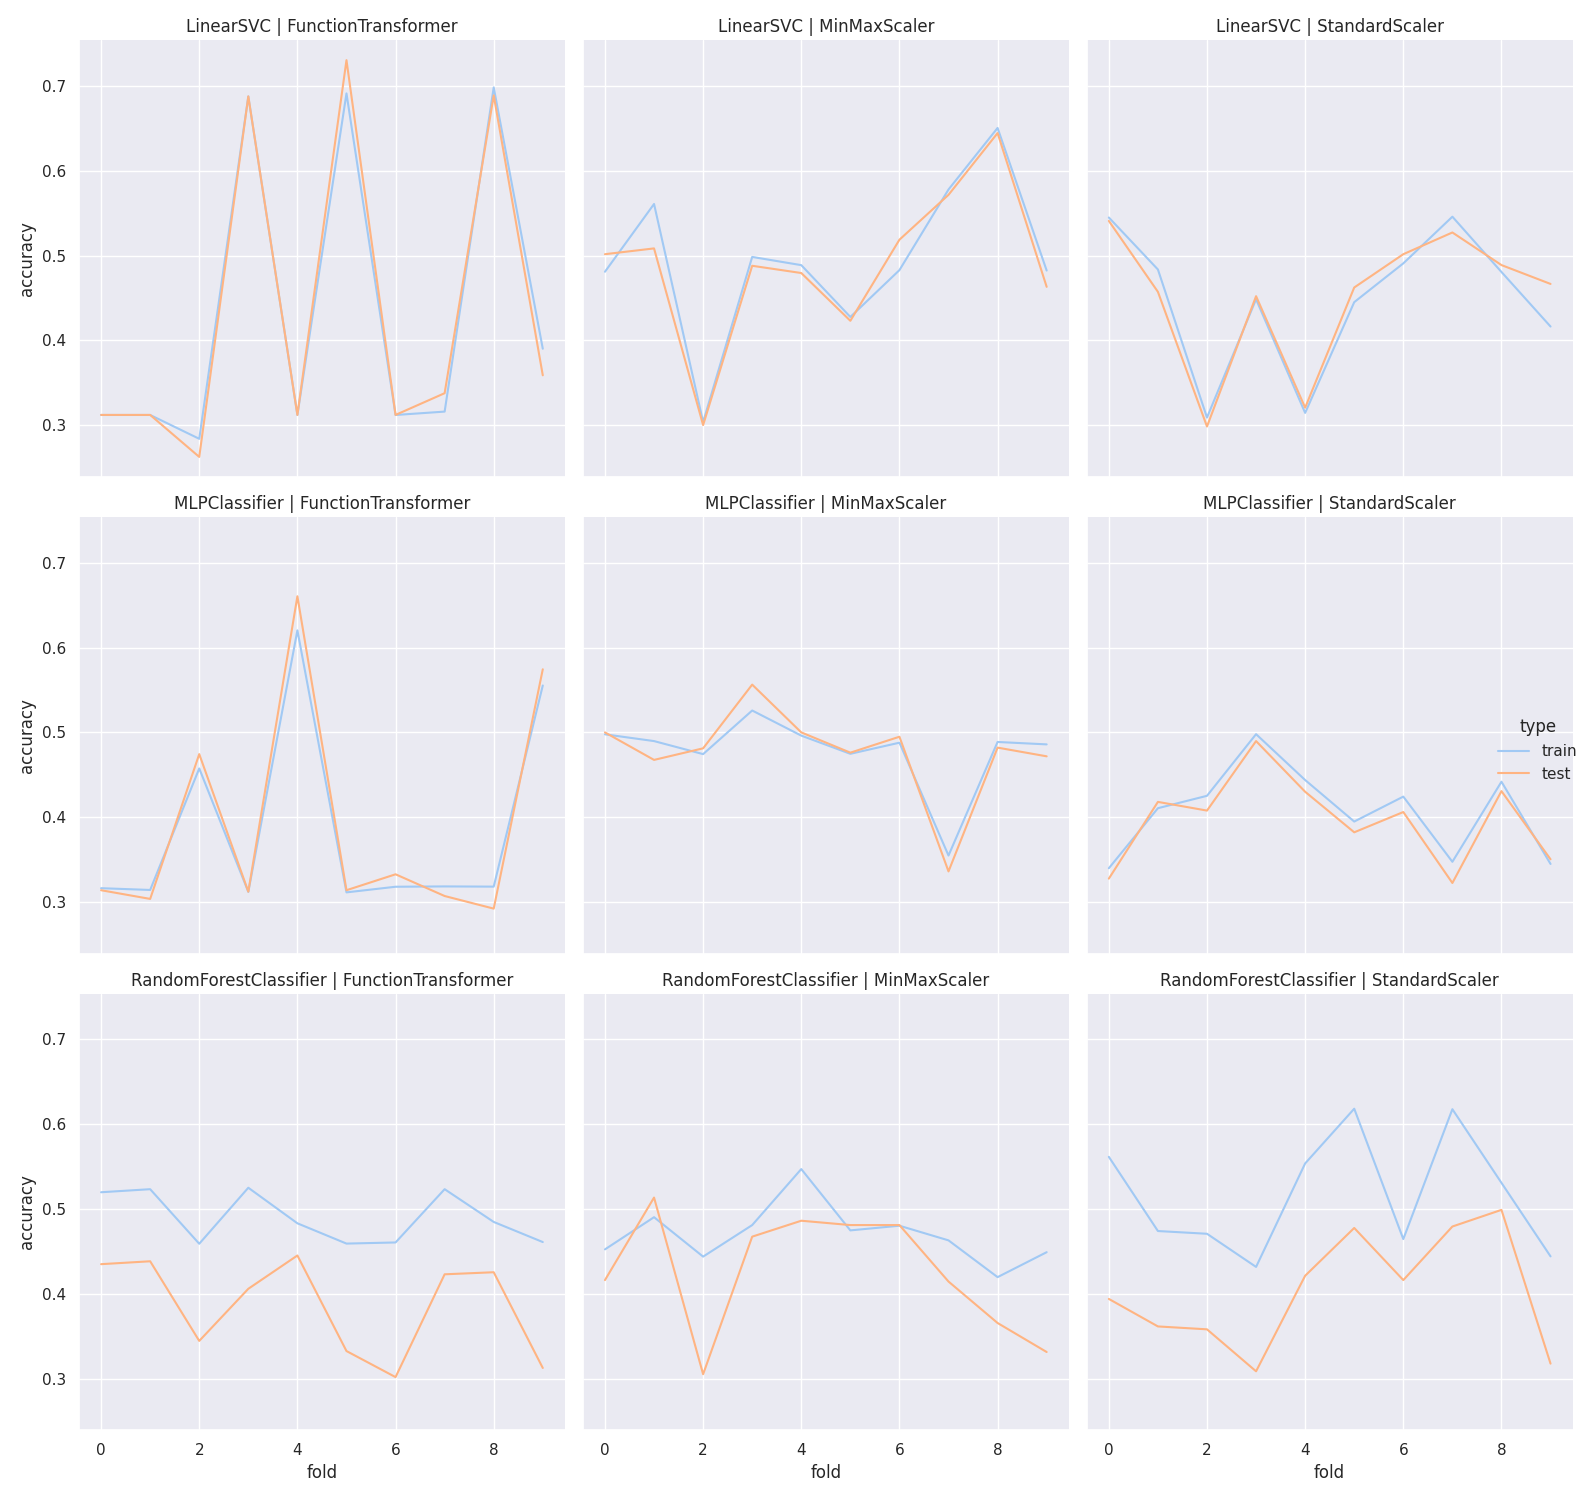 LinearSVC | FunctionTransformer
LinearSVC | MinMaxScaler
LinearSVC | StandardScaler
0.7
0.6
0.5
0.4
0.3
accuracy
MLPClassifier | FunctionTransformer
MLPClassifier | MinMaxScaler
MLPClassifier | StandardScaler
0.7
0.6
0.5
0.4
0.3
accuracy
type
train
test
RandomForestClassifier | FunctionTransformer
RandomForestClassifier | MinMaxScaler
RandomForestClassifier | StandardScaler
0.7
0.6
0.5
0.4
0.3
accuracy
0 2 4 6 8
0 2 4 6 8
0 2 4 6 8
fold
fold
fold